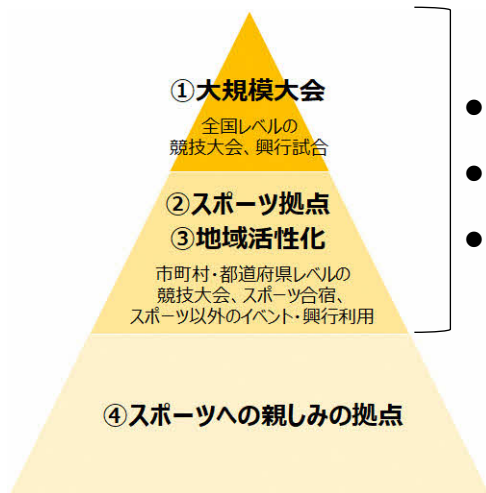 ①大規模大会
全国レベルの
競技大会、興行試合
②スポーツ拠点
③地域活性化
市町村・都道府県レベルの
競技大会、スポーツ合宿、
スポーツ以外のイベント・興行利用
④スポーツへの親しみの拠点
●
●
●